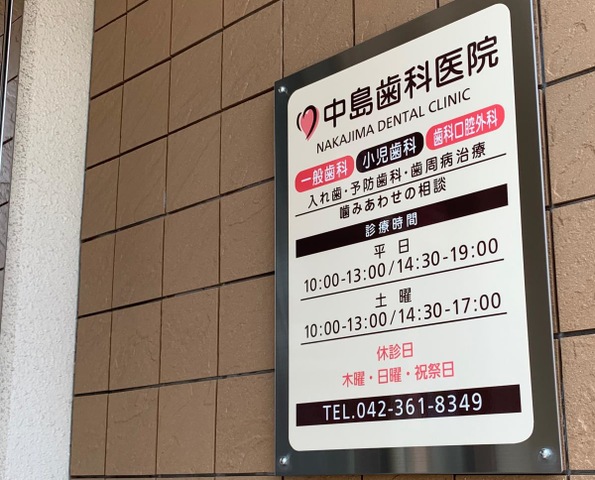 中島歯科医院
NAKAJIMA DENTAL CLINIC
一般歯科 小児歯科 歯科口腔外科
入れ歯・予防歯科・歯周病治療
噛みあわせの相談
診療時間
平日
10:00-13:00/14:30-19:00
土曜
10:00-13:00/14:30-17:00
休診日
木曜・日曜・祝祭日
TEL.042-361-8349